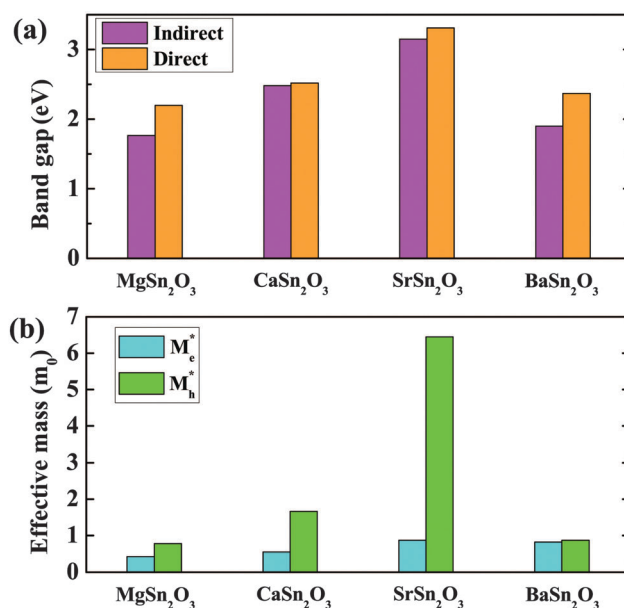 (a)
Indirect
Direct
Band gap (eV)
3
2
1
0
MgSn₂O₃ CaSn₂O₃ SrSn₂O₃ BaSn₂O₃
(b)
M*ₑ
M*ₕ
Effective mass (m₀)
7
6
5
4
3
2
1
0
MgSn₂O₃ CaSn₂O₃ SrSn₂O₃ BaSn₂O₃